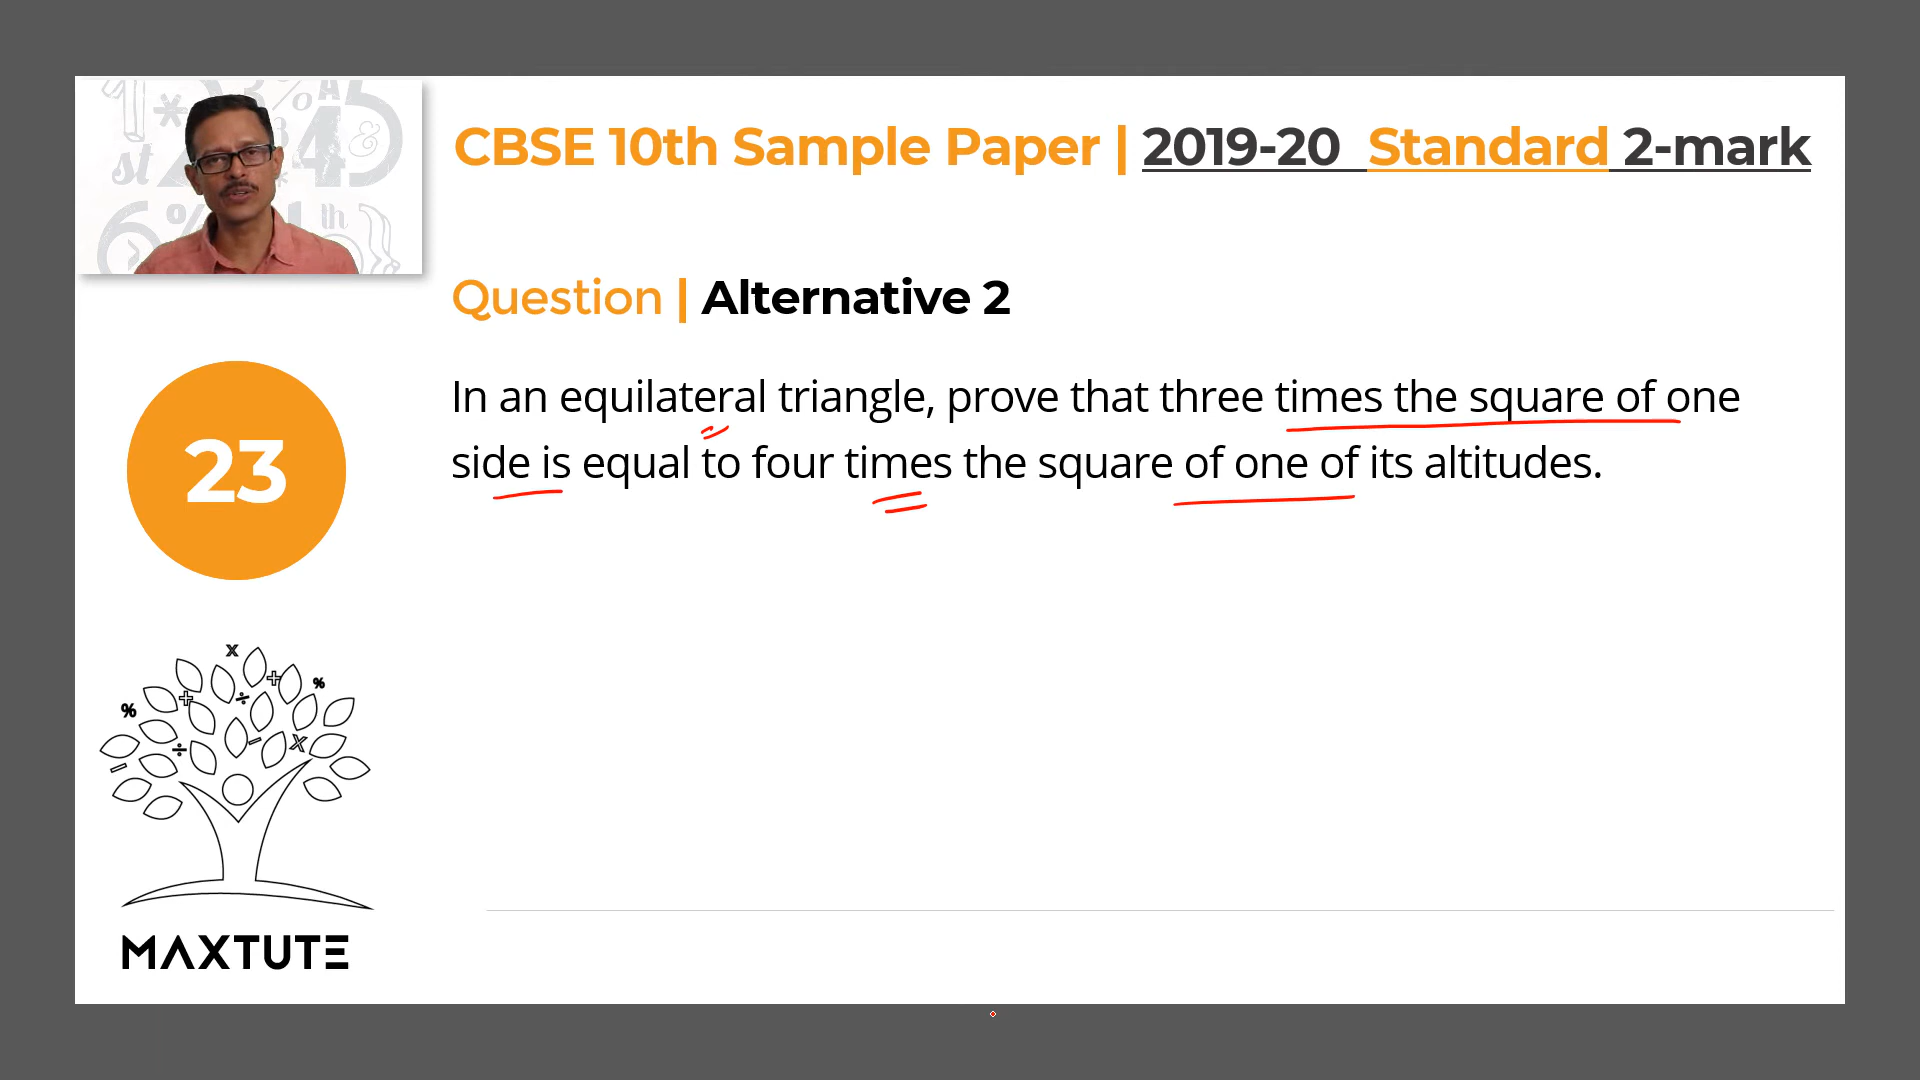 CBSE 10th Sample Paper | 2019-20 Standard 2-mark
Question | Alternative 2
23
In an equilateral triangle, prove that three times the square of one
side is equal to four times the square of one of its altitudes.
MAXTUTE